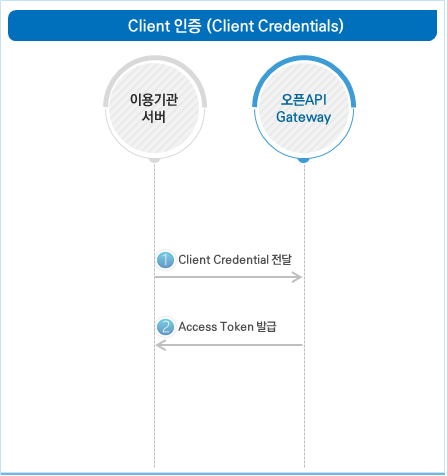 Client 인증 (Client Credentials)
이용기관
서버
오픈API
Gateway
1 Client Credential 전달
2 Access Token 발급